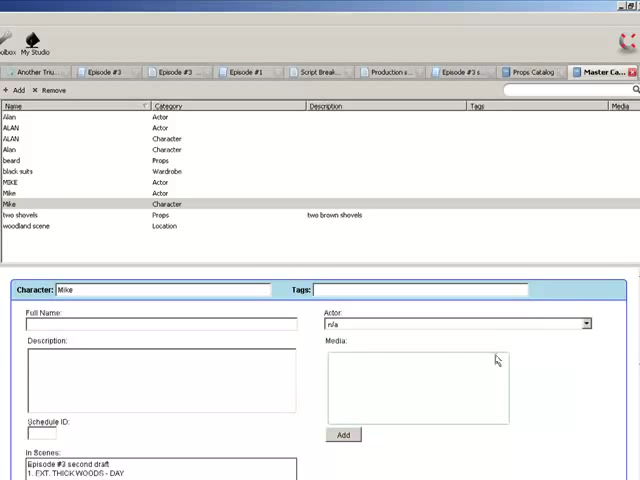 olbox My Studio
Another Triu... Episode #3 Episode #3 ... Episode #1 Script Break... Production s... Episode #3 s... Props Catalog Master Ca...
Add Remove
Name Category Description Tags Media
Alan Actor
ALAN Actor
ALAN Character
Alan Character
beard Props
black suits Wardrobe
MIKE Actor
Mike Actor
Mike Character
two shovels Props two brown shovels
woodland scene Location
Character: Mike Tags:
Full Name: Actor:
n/a
Description: Media:
Schedule ID:
Add
In Scenes:
Episode #3 second draft
1. EXT. THICK WOODS - DAY